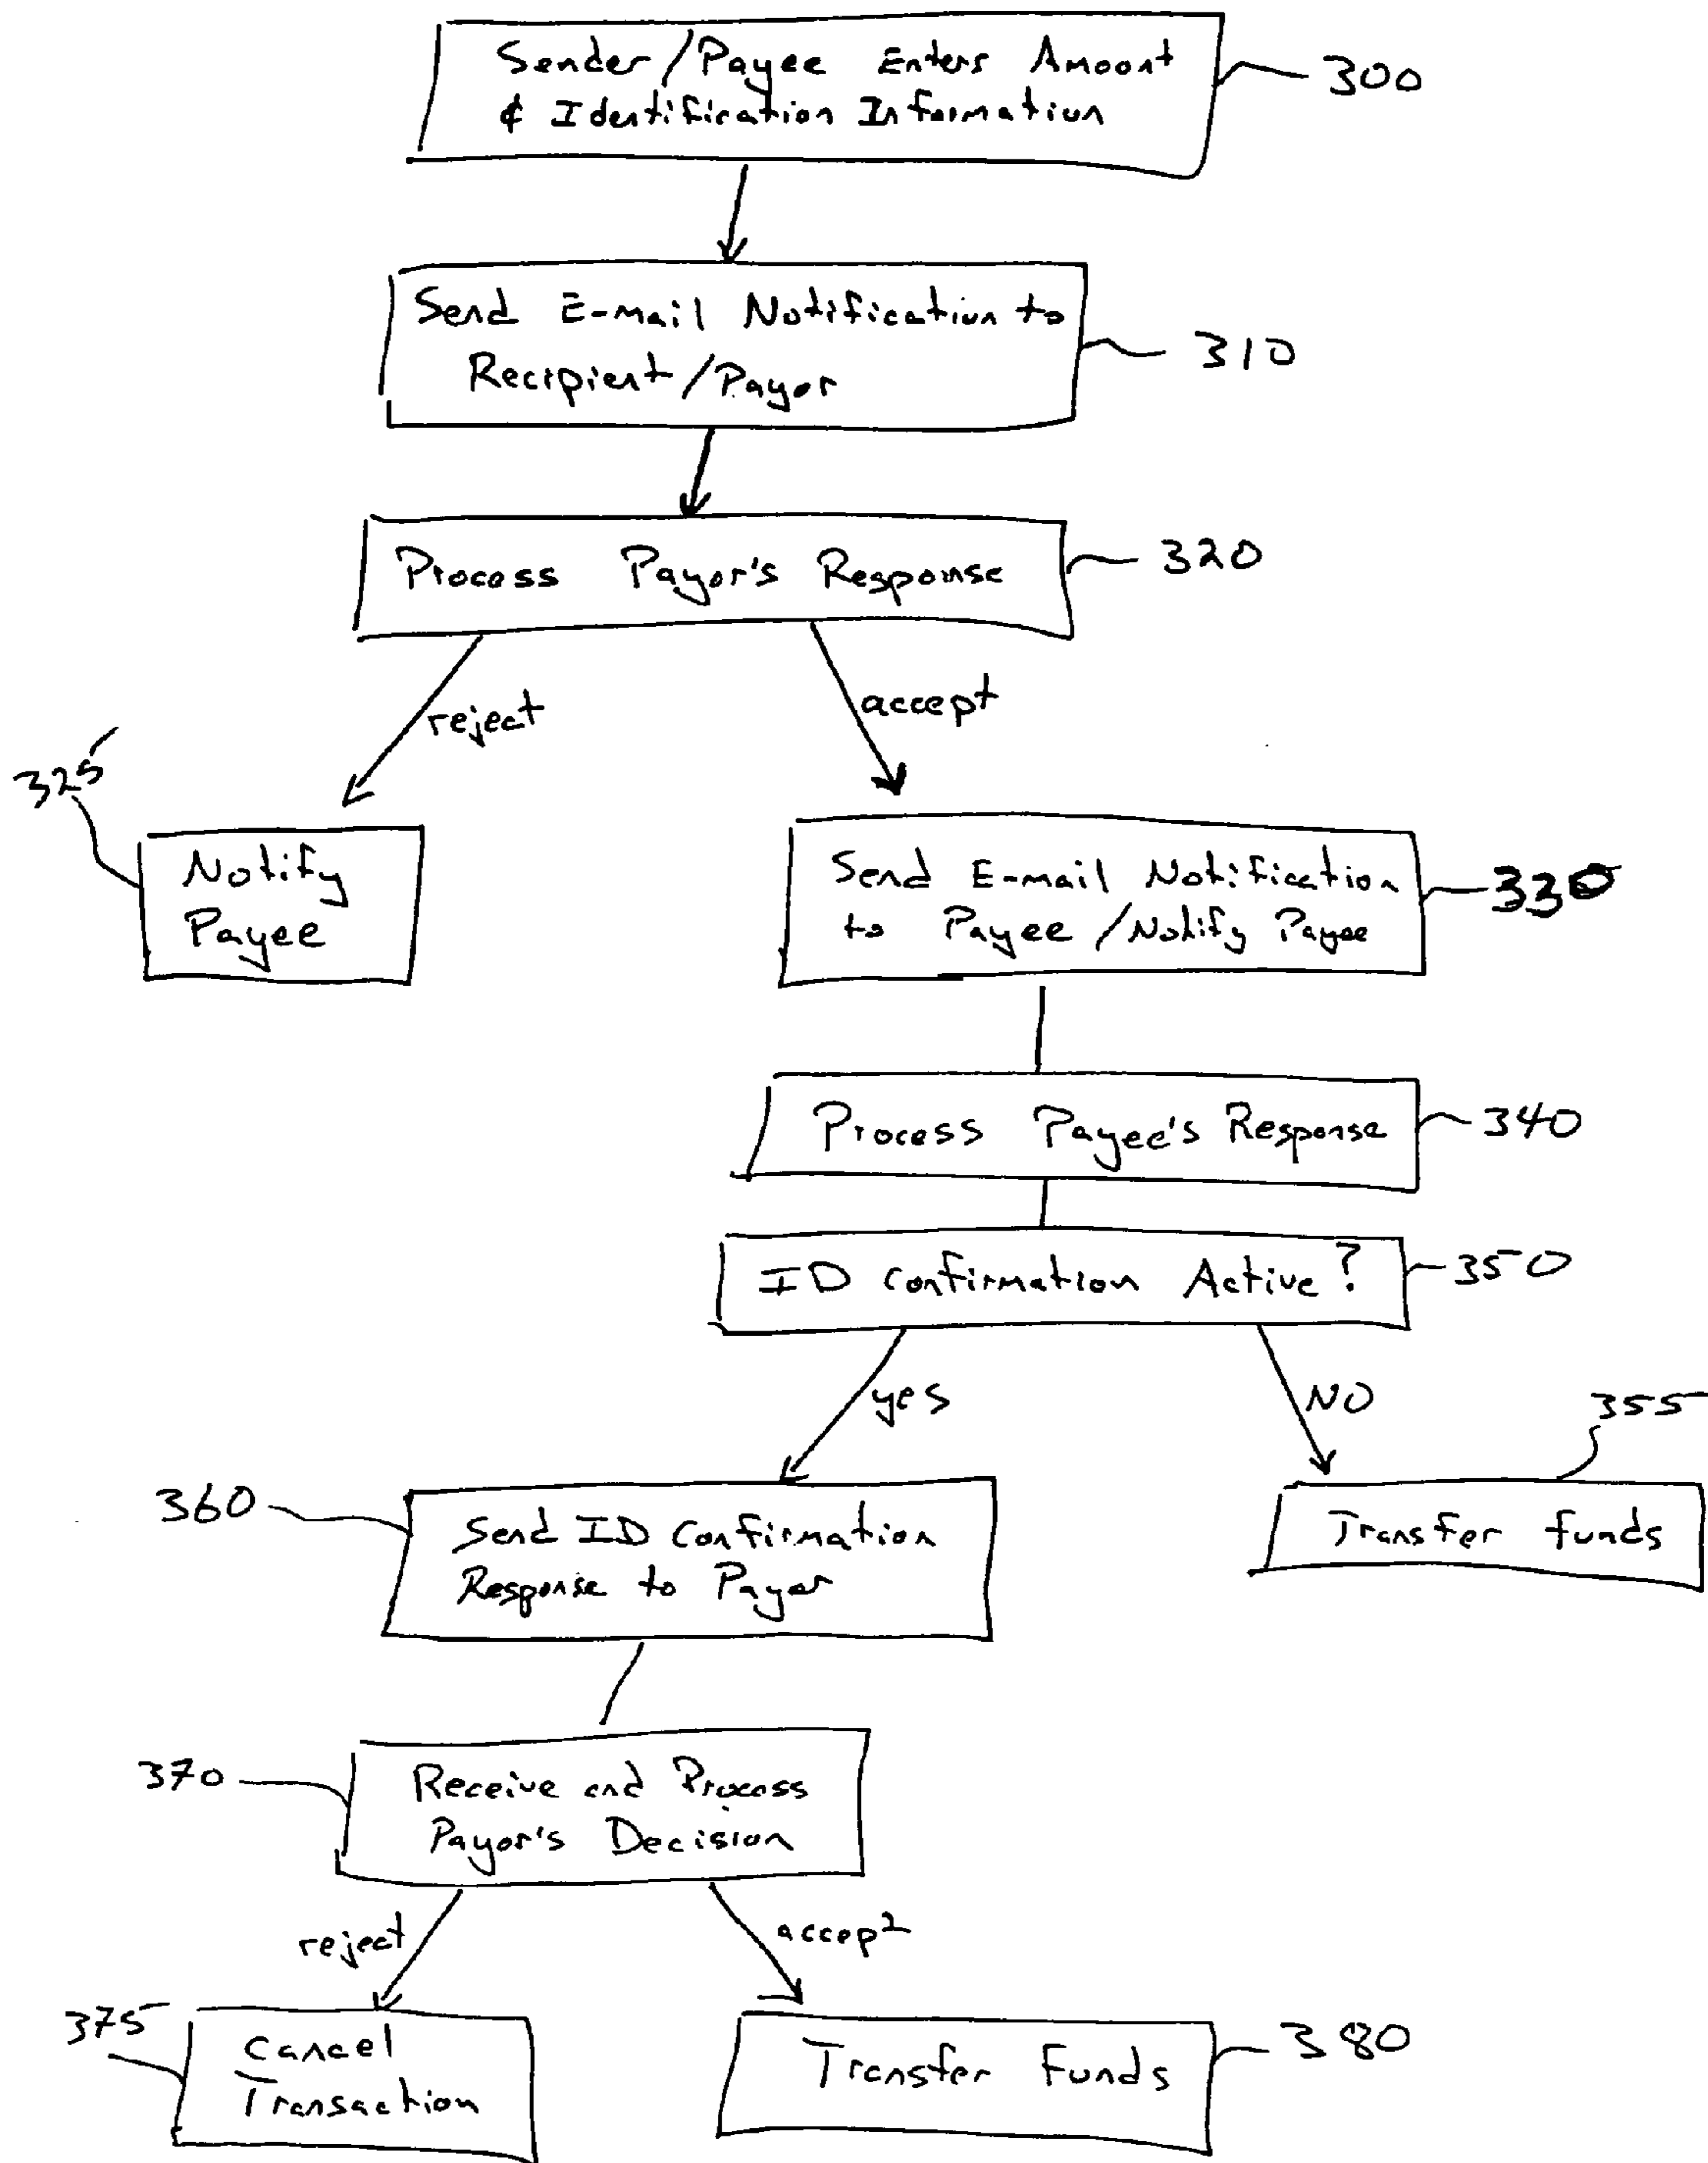 Sender/Payee Enters Amount
& Identification Information
300
Send E-mail Notification to
Recipient/Payor
310
Process Payor's Response
320
reject
accept
325
Notify
Payee
Send E-mail Notification
to Payee/Notify Payee
330
Process Payee's Response
340
ID Confirmation Active?
350
yes
NO
355
360
Send ID Confirmation
Response to Payor
Transfer funds
370
Receive and Process
Payor's Decision
reject
accept
375
Cancel
Transaction
Transfer Funds
380